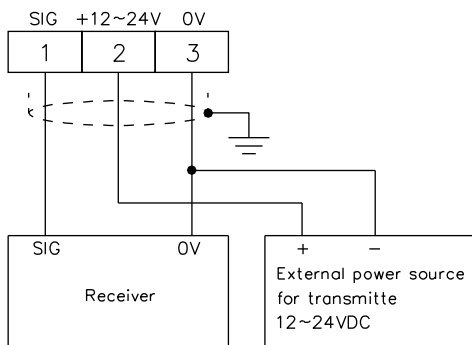 SIG +12~24V 0V
1 2 3
SIG 0V
Receiver
+ −
External power source
for transmitte
12~24VDC